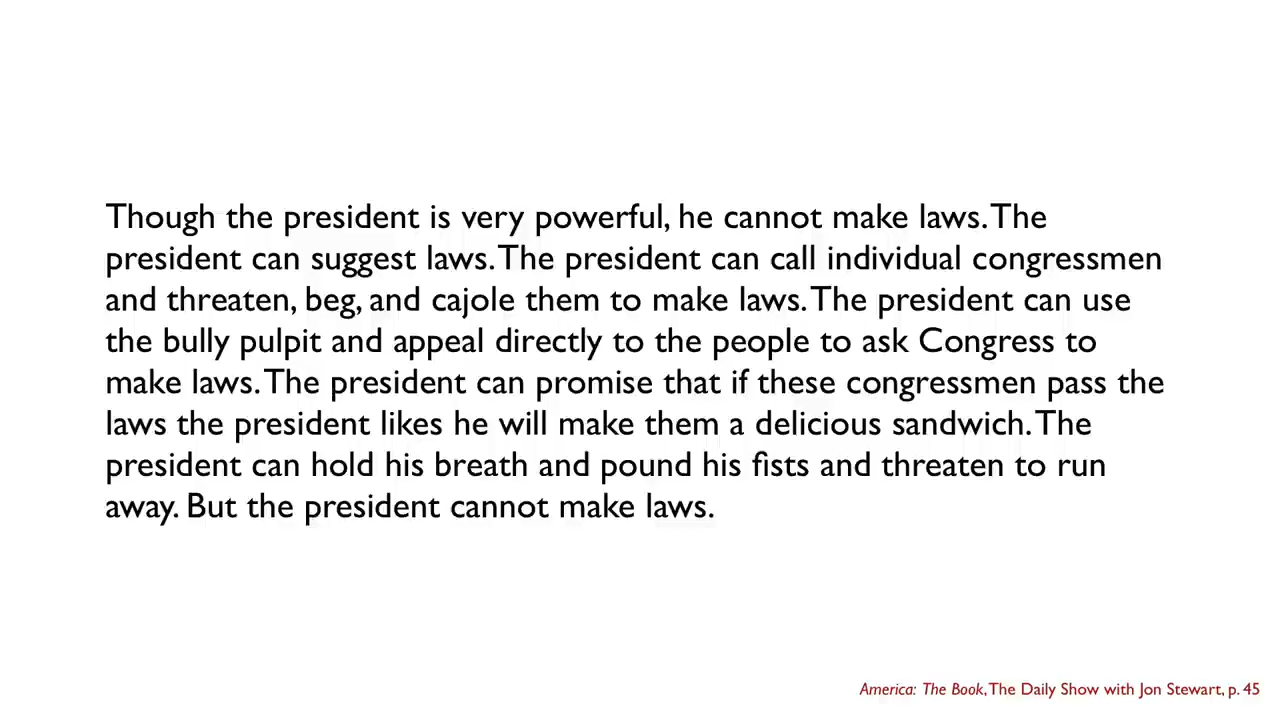 Though the president is very powerful, he cannot make laws. The
president can suggest laws. The president can call individual congressmen
and threaten, beg, and cajole them to make laws. The president can use
the bully pulpit and appeal directly to the people to ask Congress to
make laws. The president can promise that if these congressmen pass the
laws the president likes he will make them a delicious sandwich. The
president can hold his breath and pound his fists and threaten to run
away. But the president cannot make laws.
America: The Book, The Daily Show with Jon Stewart, p. 45